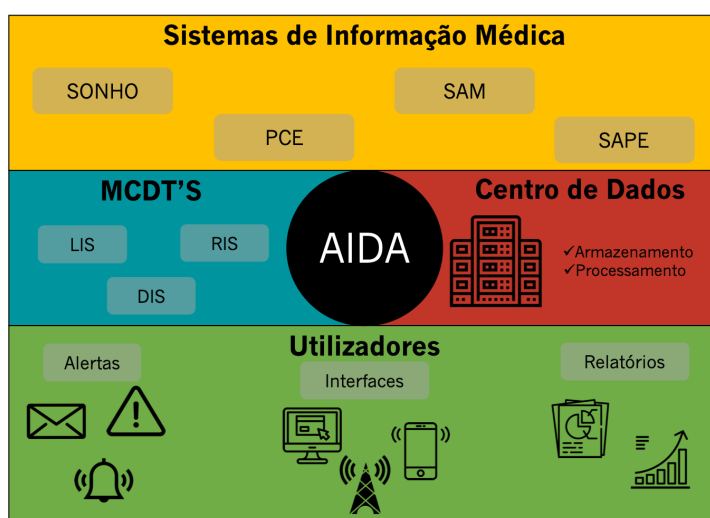 Sistemas de Informação Médica
SONHO
SAM
PCE
SAPE
MCDT'S
LIS
RIS
DIS
AIDA
Centro de Dados
✓Armazenamento
✓Processamento
Utilizadores
Alertas
Interfaces
Relatórios